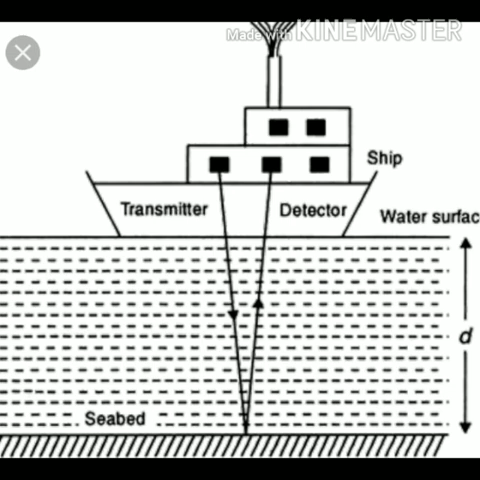 Made with KINEMASTER
Ship
Transmitter
Detector
Water surfac
d
Seabed